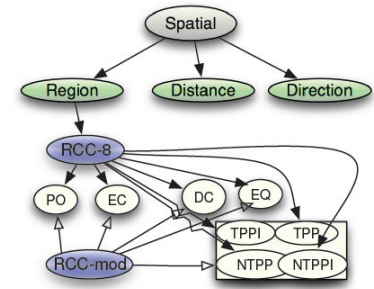 Spatial
Region Distance Direction
RCC-8
PO EC DC EQ
TPPI TPP
RCC-mod NTPP NTPPI